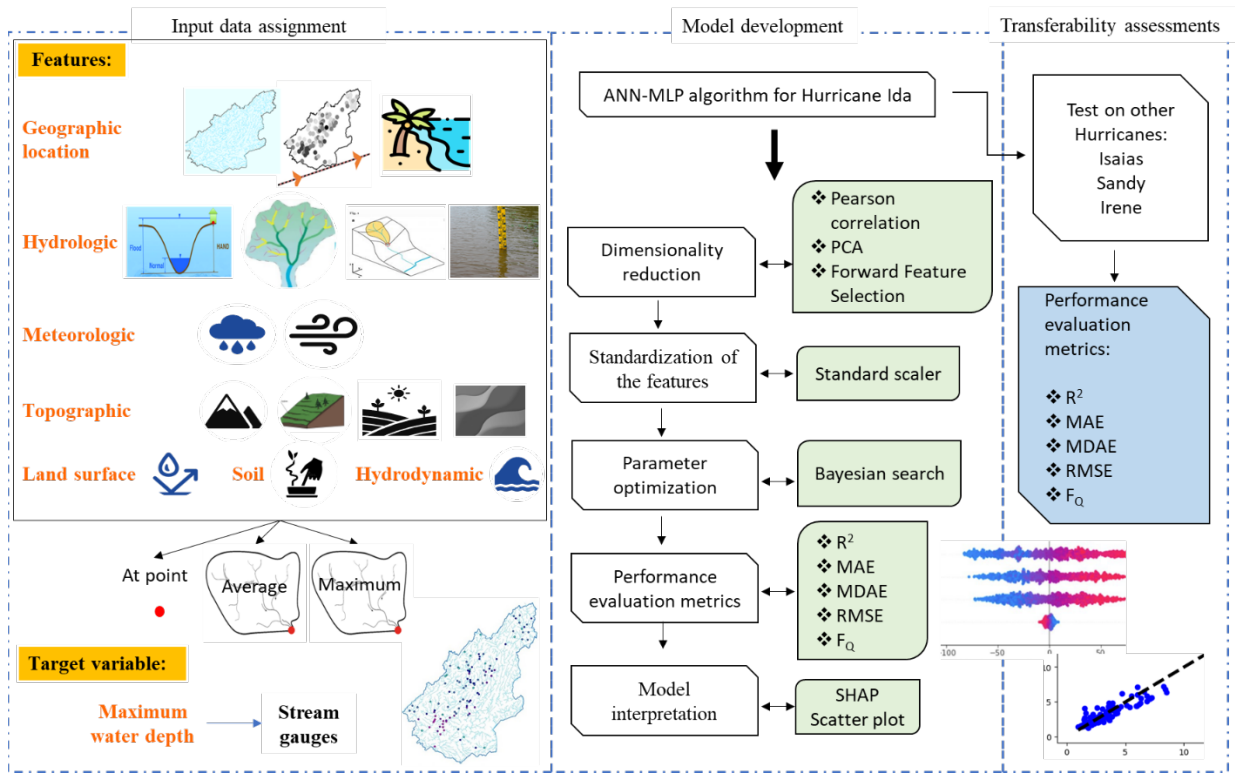 Input data assignment
Features:
Geographic
location
Hydrologic
Flood
Normal
HAND
Meteorologic
Topographic
Land surface
Soil
Hydrodynamic
At point
Average
Maximum
Target variable:
Maximum
water depth
Stream
gauges
Model development
ANN-MLP algorithm for Hurricane Ida
Dimensionality
reduction
❖ Pearson
correlation
❖ PCA
❖ Forward Feature
Selection
Standardization of
the features
Standard scaler
Parameter
optimization
Bayesian search
Performance
evaluation metrics
❖ R²
❖ MAE
❖ MDAE
❖ RMSE
❖ F_Q
Model
interpretation
SHAP
Scatter plot
Transferability assessments
Test on other
Hurricanes:
Isaias
Sandy
Irene
Performance
evaluation
metrics:
❖ R²
❖ MAE
❖ MDAE
❖ RMSE
❖ F_Q
-50 0 50
10
5
0
0 5 10